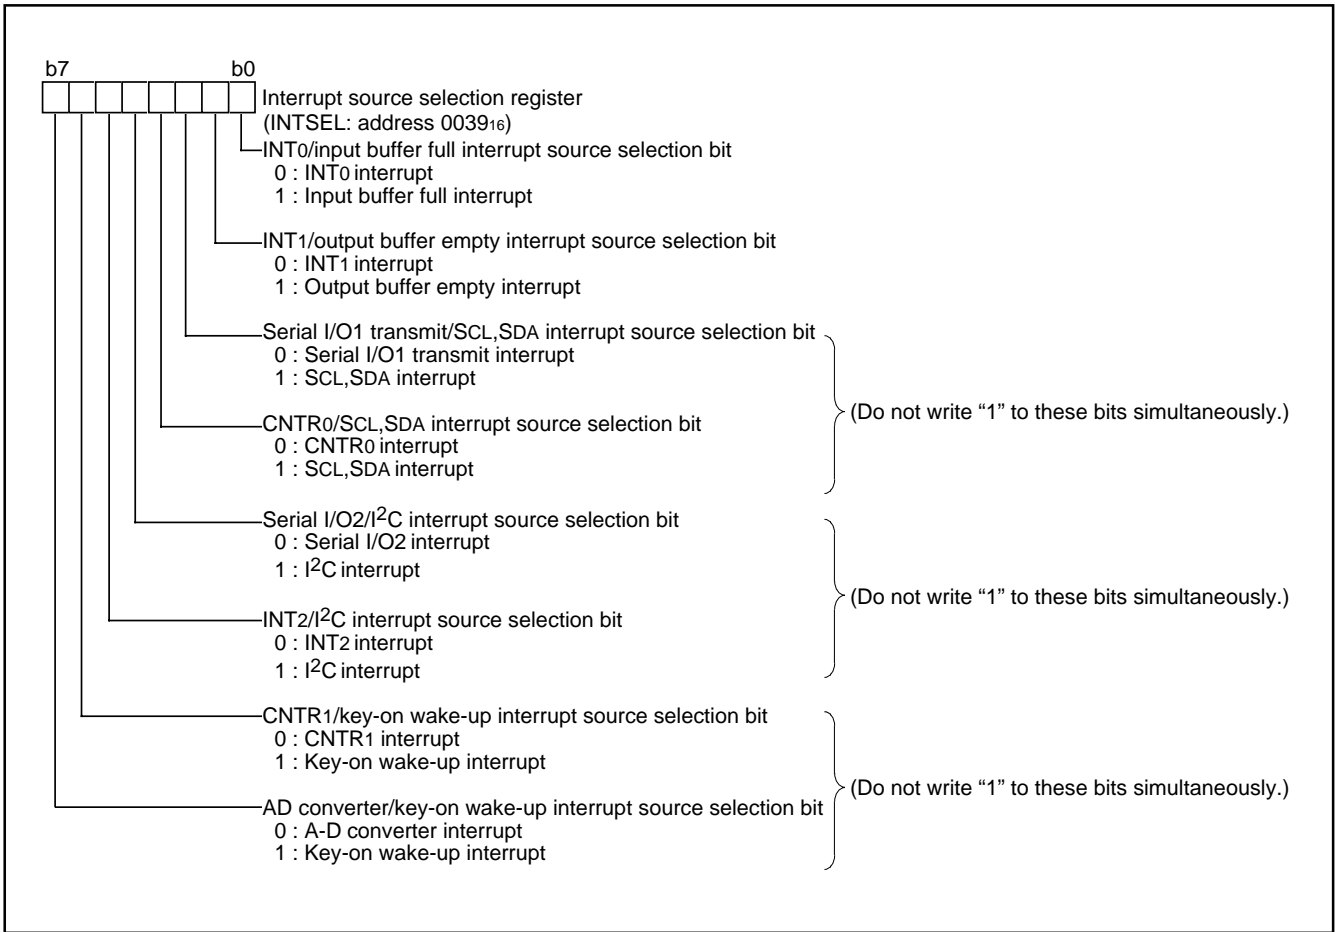 b7 b0
Interrupt source selection register
(INTSEL: address 003916)
INT0/input buffer full interrupt source selection bit
0 : INT0 interrupt
1 : Input buffer full interrupt
INT1/output buffer empty interrupt source selection bit
0 : INT1 interrupt
1 : Output buffer empty interrupt
Serial I/O1 transmit/SCL,SDA interrupt source selection bit
0 : Serial I/O1 transmit interrupt
1 : SCL,SDA interrupt
(Do not write “1” to these bits simultaneously.)
CNTR0/SCL,SDA interrupt source selection bit
0 : CNTR0 interrupt
1 : SCL,SDA interrupt
Serial I/O2/I2C interrupt source selection bit
0 : Serial I/O2 interrupt
1 : I2C interrupt
(Do not write “1” to these bits simultaneously.)
INT2/I2C interrupt source selection bit
0 : INT2 interrupt
1 : I2C interrupt
CNTR1/key-on wake-up interrupt source selection bit
0 : CNTR1 interrupt
1 : Key-on wake-up interrupt
(Do not write “1” to these bits simultaneously.)
AD converter/key-on wake-up interrupt source selection bit
0 : A-D converter interrupt
1 : Key-on wake-up interrupt